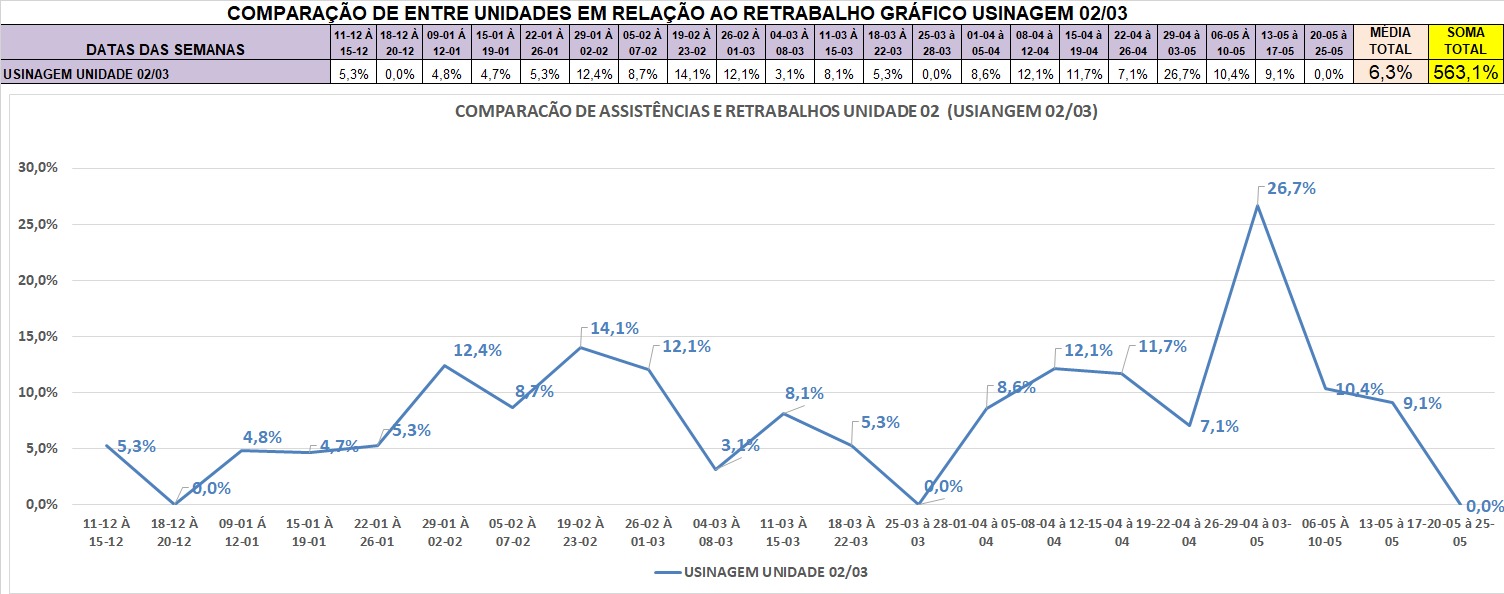 COMPARAÇÃO DE ENTRE UNIDADES EM RELAÇÃO AO RETRABALHO GRÁFICO USINAGEM 02/03
DATAS DAS SEMANAS 11-12 À 15-12 18-12 À 20-12 09-01 Á 12-01 15-01 À 19-01 22-01 À 26-01 29-01 À 02-02 05-02 À 07-02 19-02 À 23-02 26-02 À 01-03 04-03 À 08-03 11-03 À 15-03 18-03 À 22-03 25-03 à 28-03 01-04 à 05-04 08-04 à 12-04 15-04 à 19-04 22-04 à 26-04 29-04 à 03-05 06-05 À 10-05 13-05 à 17-05 20-05 à 25-05 MÉDIA TOTAL SOMA TOTAL
USINAGEM UNIDADE 02/03 5,3% 0,0% 4,8% 4,7% 5,3% 12,4% 8,7% 14,1% 12,1% 3,1% 8,1% 5,3% 0,0% 8,6% 12,1% 11,7% 7,1% 26,7% 10,4% 9,1% 0,0% 6,3% 563,1%
COMPARACÃO DE ASSISTÊNCIAS E RETRABALHOS UNIDADE 02 (USIANGEM 02/03)
30,0%
26,7%
25,0%
20,0%
15,0%
14,1%
12,4% 12,1% 12,1% 11,7%
10,0%
8,7% 8,1% 8,6% 10,4% 9,1%
5,0%
5,3% 4,8% 4,7% 5,3% 3,1% 5,3% 7,1%
0,0%
0,0% 0,0% 0,0%
11-12 À 18-12 À 09-01 Á 15-01 À 22-01 À 29-01 À 05-02 À 19-02 À 26-02 À 04-03 À 11-03 À 18-03 À 25-03 à 28-01-04 à 05-08-04 à 12-15-04 à 19-22-04 à 26-29-04 à 03- 06-05 À 13-05 à 17-20-05 à 25-
15-12 20-12 12-01 19-01 26-01 02-02 07-02 23-02 01-03 08-03 15-03 22-03 03 04 04 04 04 05 10-05 05 05
USINAGEM UNIDADE 02/03